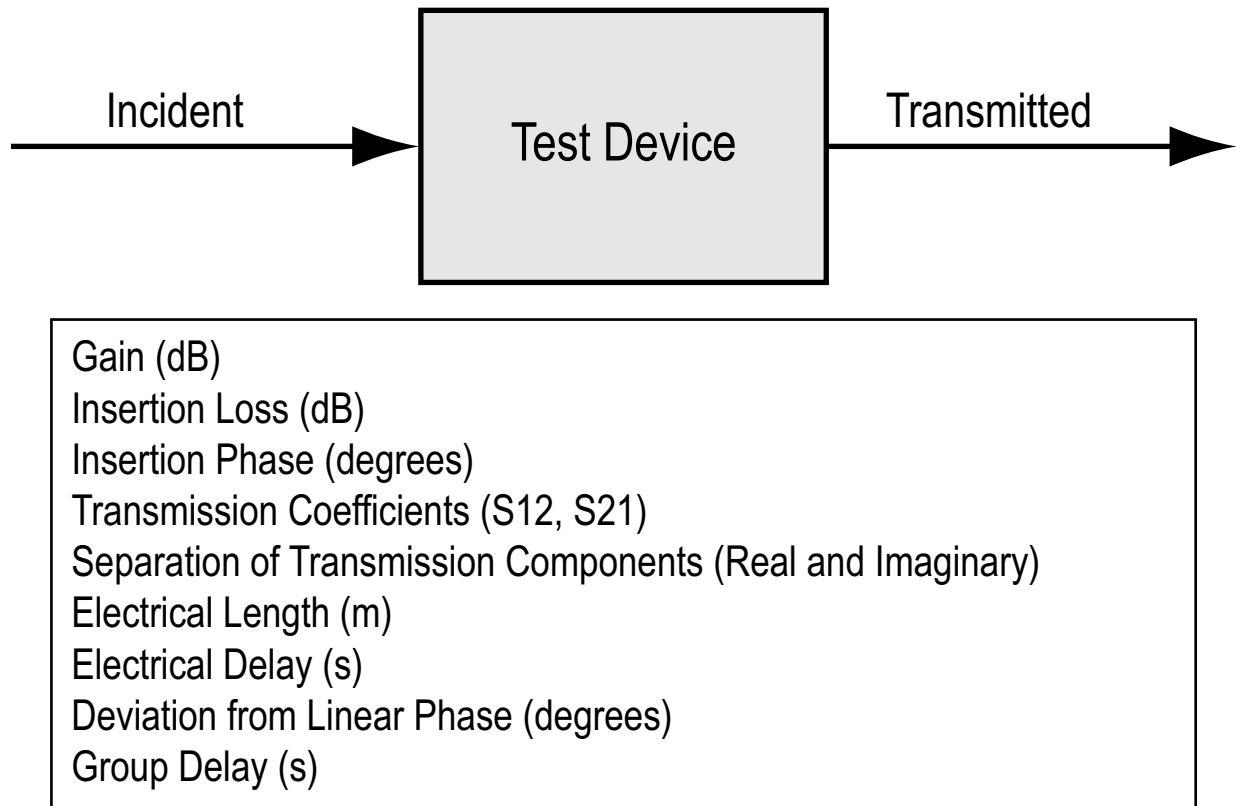 Incident
Test Device
Transmitted
Gain (dB)
Insertion Loss (dB)
Insertion Phase (degrees)
Transmission Coefficients (S12, S21)
Separation of Transmission Components (Real and Imaginary)
Electrical Length (m)
Electrical Delay (s)
Deviation from Linear Phase (degrees)
Group Delay (s)